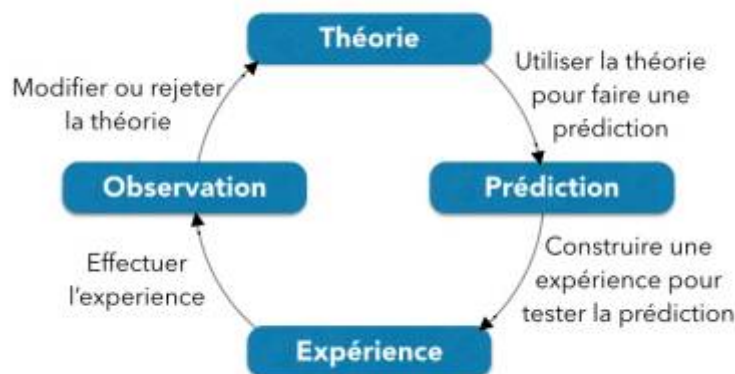 Théorie
Utiliser la théorie
pour faire une
prédiction
Prédiction
Construire une
expérience pour
tester la prédiction
Expérience
Effectuer
l'experience
Observation
Modifier ou rejeter
la théorie